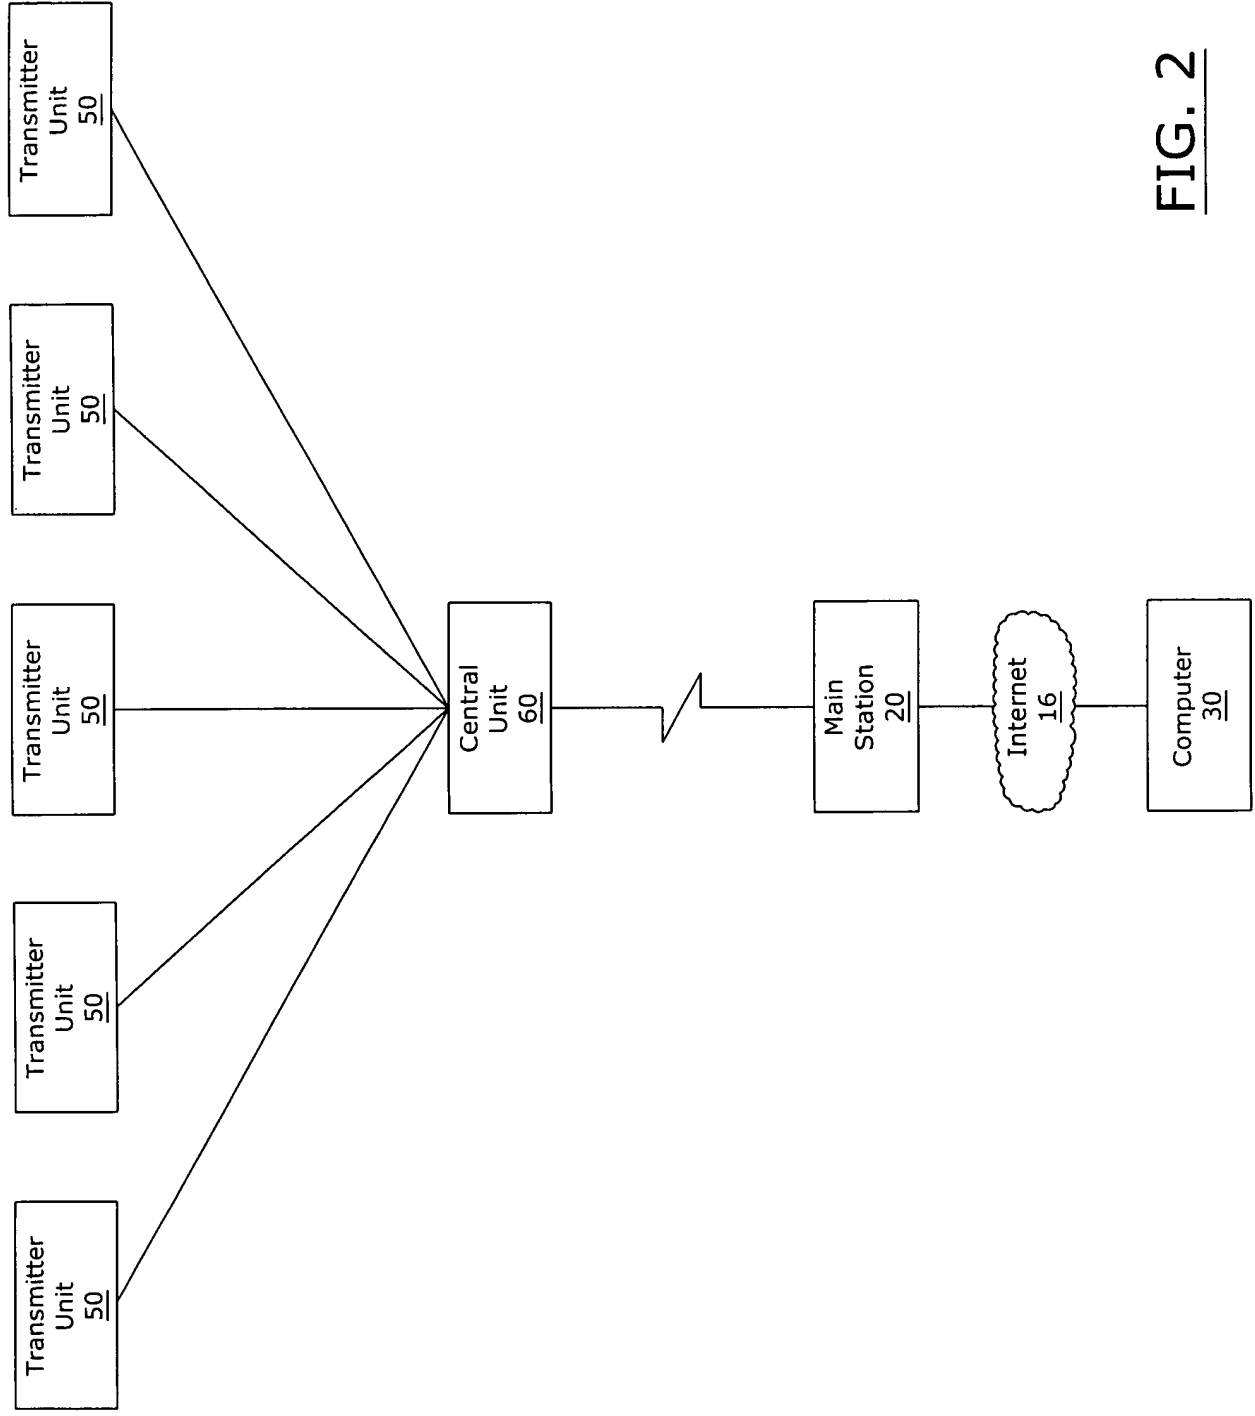 Transmitter
Unit
50
Transmitter
Unit
50
Transmitter
Unit
50
Transmitter
Unit
50
Transmitter
Unit
50
Central
Unit
60
Main
Station
20
Internet
16
Computer
30
FIG. 2